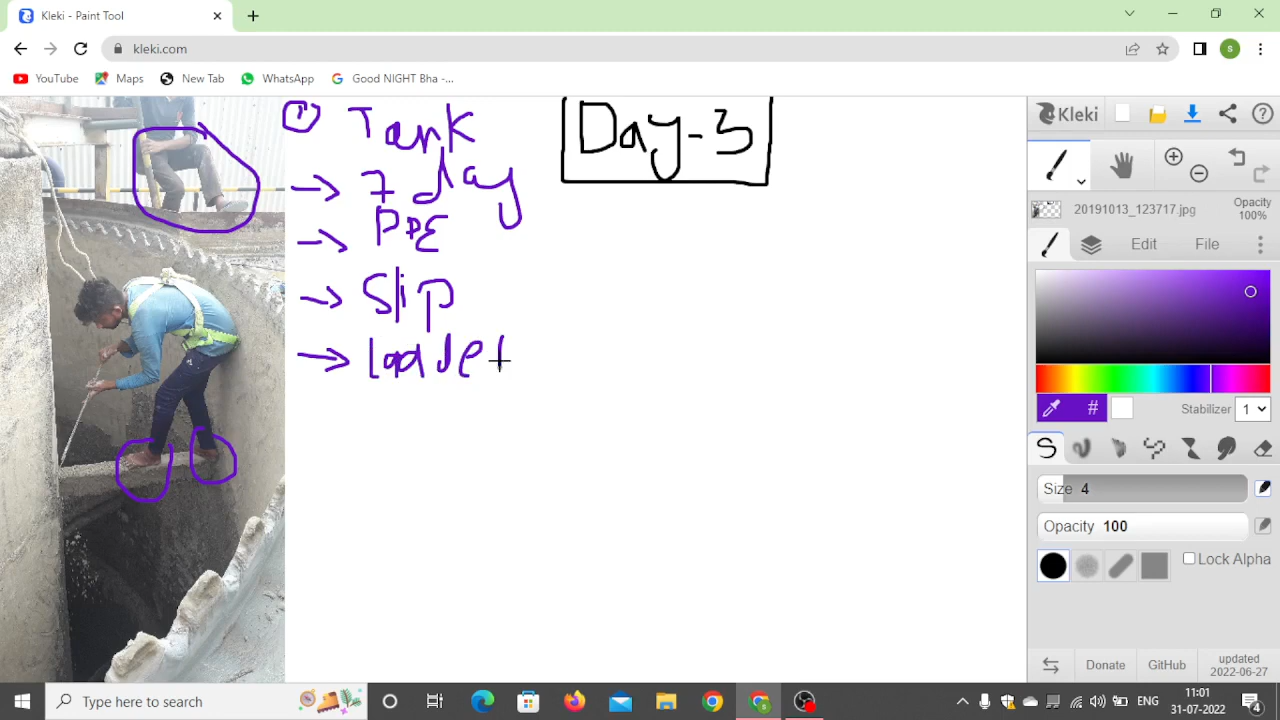 Kleki - Paint Tool
kleki.com
S
YouTube
Maps
New Tab
WhatsApp
Good NIGHT Bha -...
① Tank
Day-3
→ 7 day
→ PPE
→ Slip
→ ladder
Kleki
Opacity
100%
20191013_123717.jpg
Edit
File
#
Stabilizer
1
Size 4
Opacity 100
Lock Alpha
Donate
GitHub
updated
2022-06-27
Type here to search
ENG
11:01
31-07-2022
4